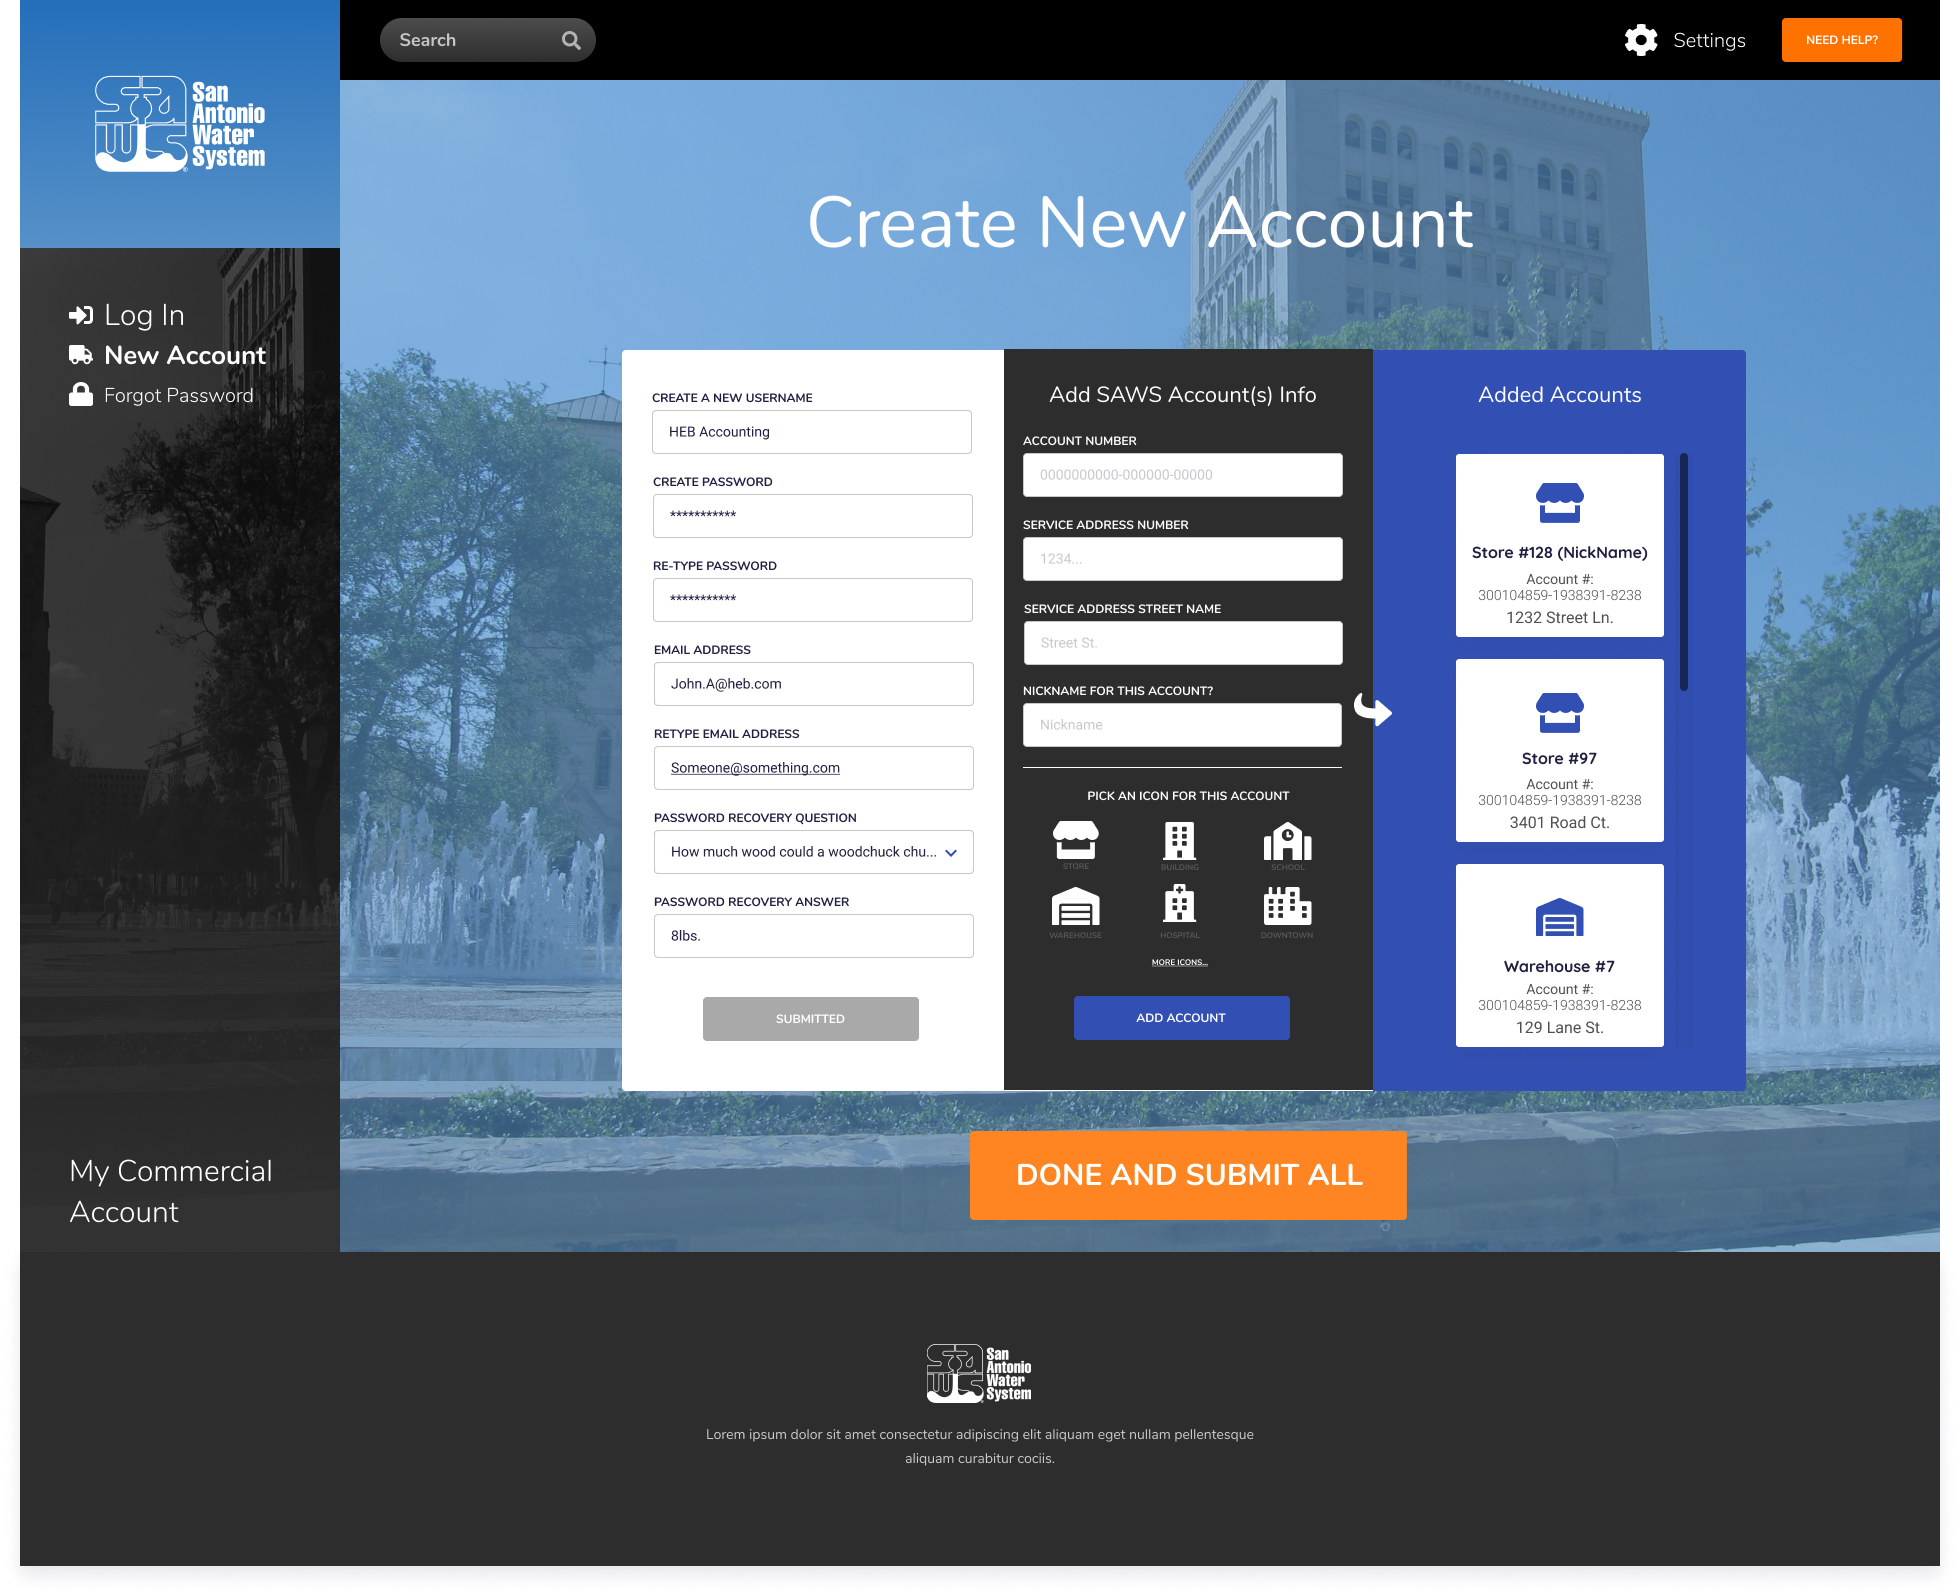 San
Antonio
Water
System
Search
Settings
NEED HELP?
Log In
New Account
Forgot Password
My Commercial
Account
Create New Account
CREATE A NEW USERNAME
HEB Accounting
CREATE PASSWORD
***********
RE-TYPE PASSWORD
***********
EMAIL ADDRESS
John.A@heb.com
RETYPE EMAIL ADDRESS
Someone@something.com
PASSWORD RECOVERY QUESTION
How much wood could a woodchuck chu...
PASSWORD RECOVERY ANSWER
8lbs.
SUBMITTED
Add SAWS Account(s) Info
ACCOUNT NUMBER
0000000000-000000-00000
SERVICE ADDRESS NUMBER
1234...
SERVICE ADDRESS STREET NAME
Street St.
NICKNAME FOR THIS ACCOUNT?
Nickname
PICK AN ICON FOR THIS ACCOUNT
STORE BUILDING SCHOOL
WAREHOUSE HOSPITAL DOWNTOWN
MORE ICONS...
ADD ACCOUNT
Added Accounts
Store #128 (NickName)
Account #:
300104859-1938391-8238
1232 Street Ln.
Store #97
Account #:
300104859-1938391-8238
3401 Road Ct.
Warehouse #7
Account #:
300104859-1938391-8238
129 Lane St.
DONE AND SUBMIT ALL
San
Antonio
Water
System
Lorem ipsum dolor sit amet consectetur adipiscing elit aliquam eget nullam pellentesque
aliquam curabitur cociis.